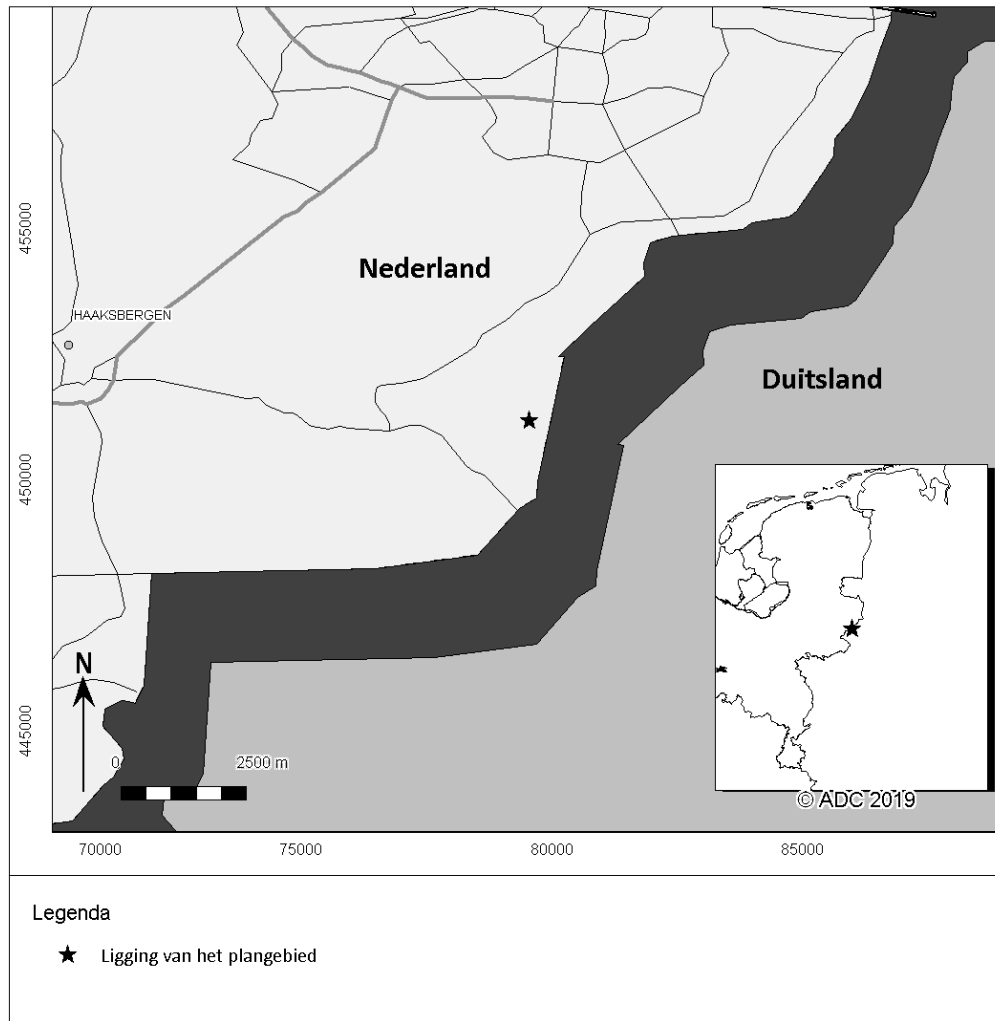 Nederland
HAAKSBERGEN
Duitsland
455000
450000
445000
N
0 2500 m
© ADC 2019
70000 75000 80000 85000
Legenda
Ligging van het plangebied